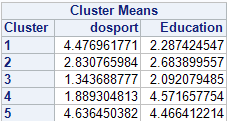 Cluster Means
Cluster dosport Education
1 4.476961771 2.287424547
2 2.830765984 2.683899557
3 1.343688777 2.092079485
4 1.889304813 4.571657754
5 4.636450382 4.466412214